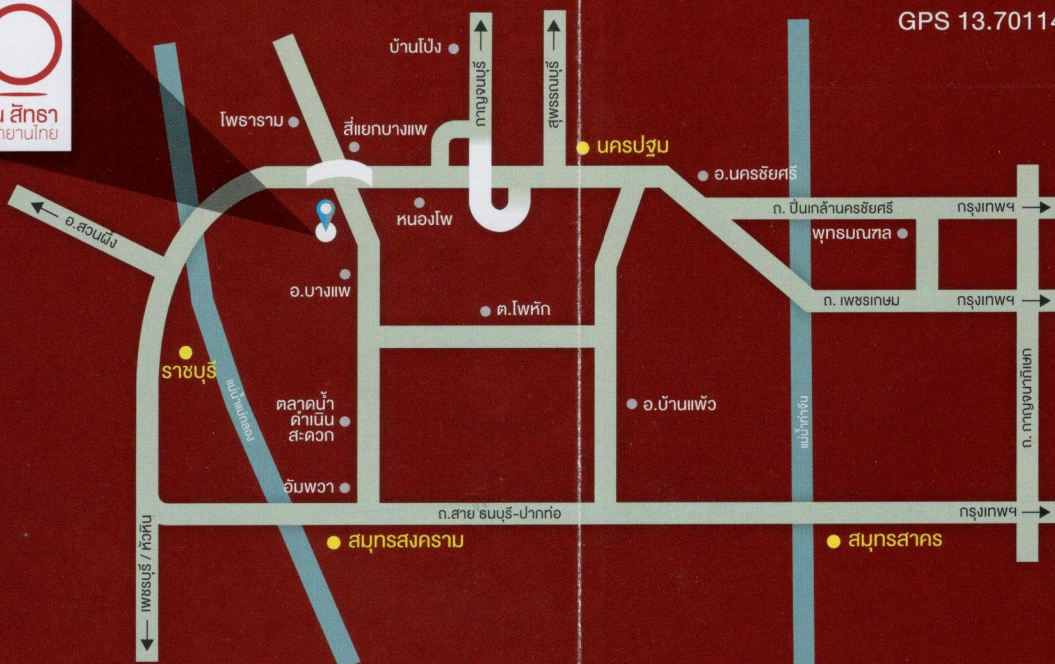 GPS 13.70114
สัทธา
บ้านโป่ง
กาญจนบุรี
สุพรรณบุรี
โพธาราม
สี่แยกบางแพ
นครปฐม
อ.นครชัยศรี
ถ. ปิ่นเกล้านครชัยศรี
กรุงเทพฯ
พุทธมณฑล
หนองโพ
อ.สวนผึ้ง
อ.บางแพ
ต.โพหัก
ถ. เพชรเกษม
กรุงเทพฯ
ราชบุรี
แม่น้ำแม่กลอง
ตลาดน้ำ
ดำเนิน
สะดวก
อ.บ้านแพ้ว
แม่น้ำท่าจีน
ถ. กาญจนาภิเษก
อัมพวา
ถ.สาย ธนบุรี-ปากท่อ
กรุงเทพฯ
สมุทรสงคราม
สมุทรสาคร
เพชรบุรี / หัวหิน